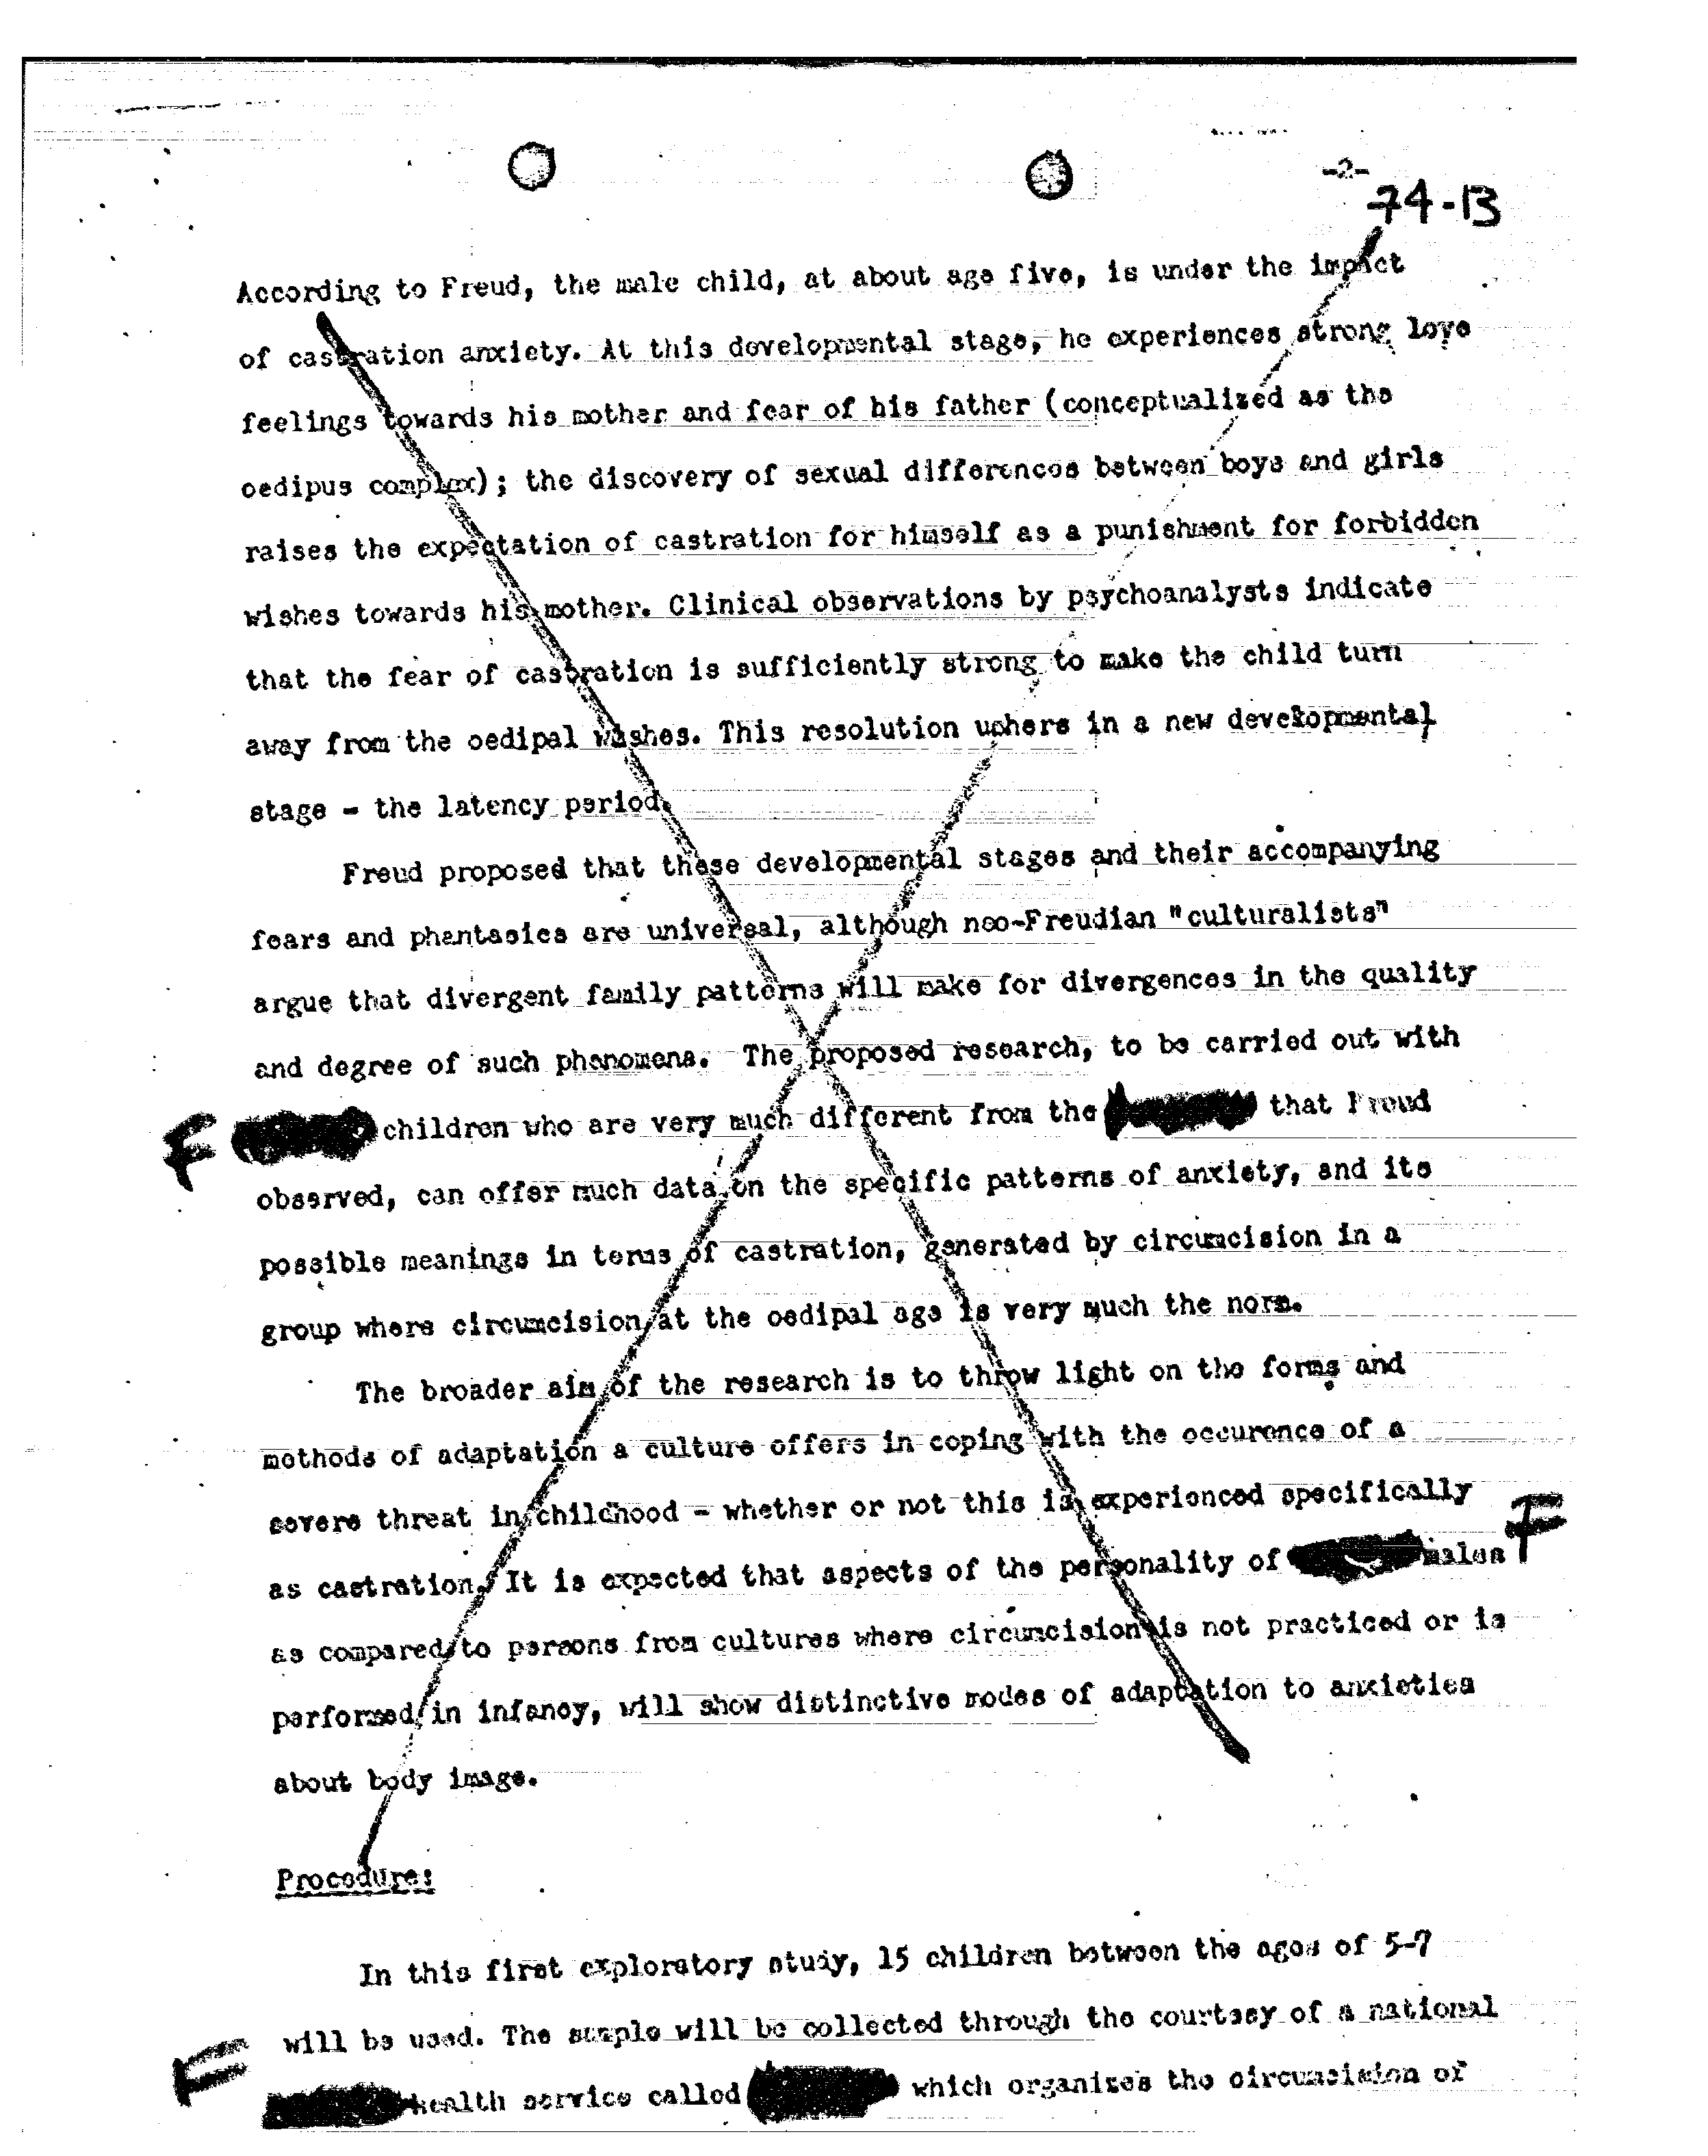 -2-
74-B
According to Freud, the male child, at about age five, is under the impact
of castration anxiety. At this developmental stage, he experiences strong love
feelings towards his mother and fear of his father (conceptualized as the
oedipus complex); the discovery of sexual differences between boys and girls
raises the expectation of castration for himself as a punishment for forbidden
wishes towards his mother. Clinical observations by psychoanalysts indicate
that the fear of castration is sufficiently strong to make the child turn
away from the oedipal wishes. This resolution ushers in a new developmental
stage - the latency period.
Freud proposed that these developmental stages and their accompanying
fears and phantasies are universal, although neo-Freudian "culturalists"
argue that divergent family patterns will make for divergences in the quality
and degree of such phenomena. The proposed research, to be carried out with
F children who are very much different from the that Freud
observed, can offer much data on the specific patterns of anxiety, and its
possible meanings in terms of castration, generated by circumcision in a
group where circumcision at the oedipal age is very much the norm.
The broader aim of the research is to throw light on the forms and
methods of adaptation a culture offers in coping with the occurence of a
severe threat in childhood - whether or not this is experienced specifically
as castration. It is expected that aspects of the personality of males F
as compared to persons from cultures where circumcision is not practiced or is
performed in infancy, will show distinctive modes of adaptation to anxieties
about body image.
Procedure:
In this first exploratory study, 15 children between the ages of 5-7
will be used. The sample will be collected through the courtesy of a national
F health service called which organizes the circumcision of